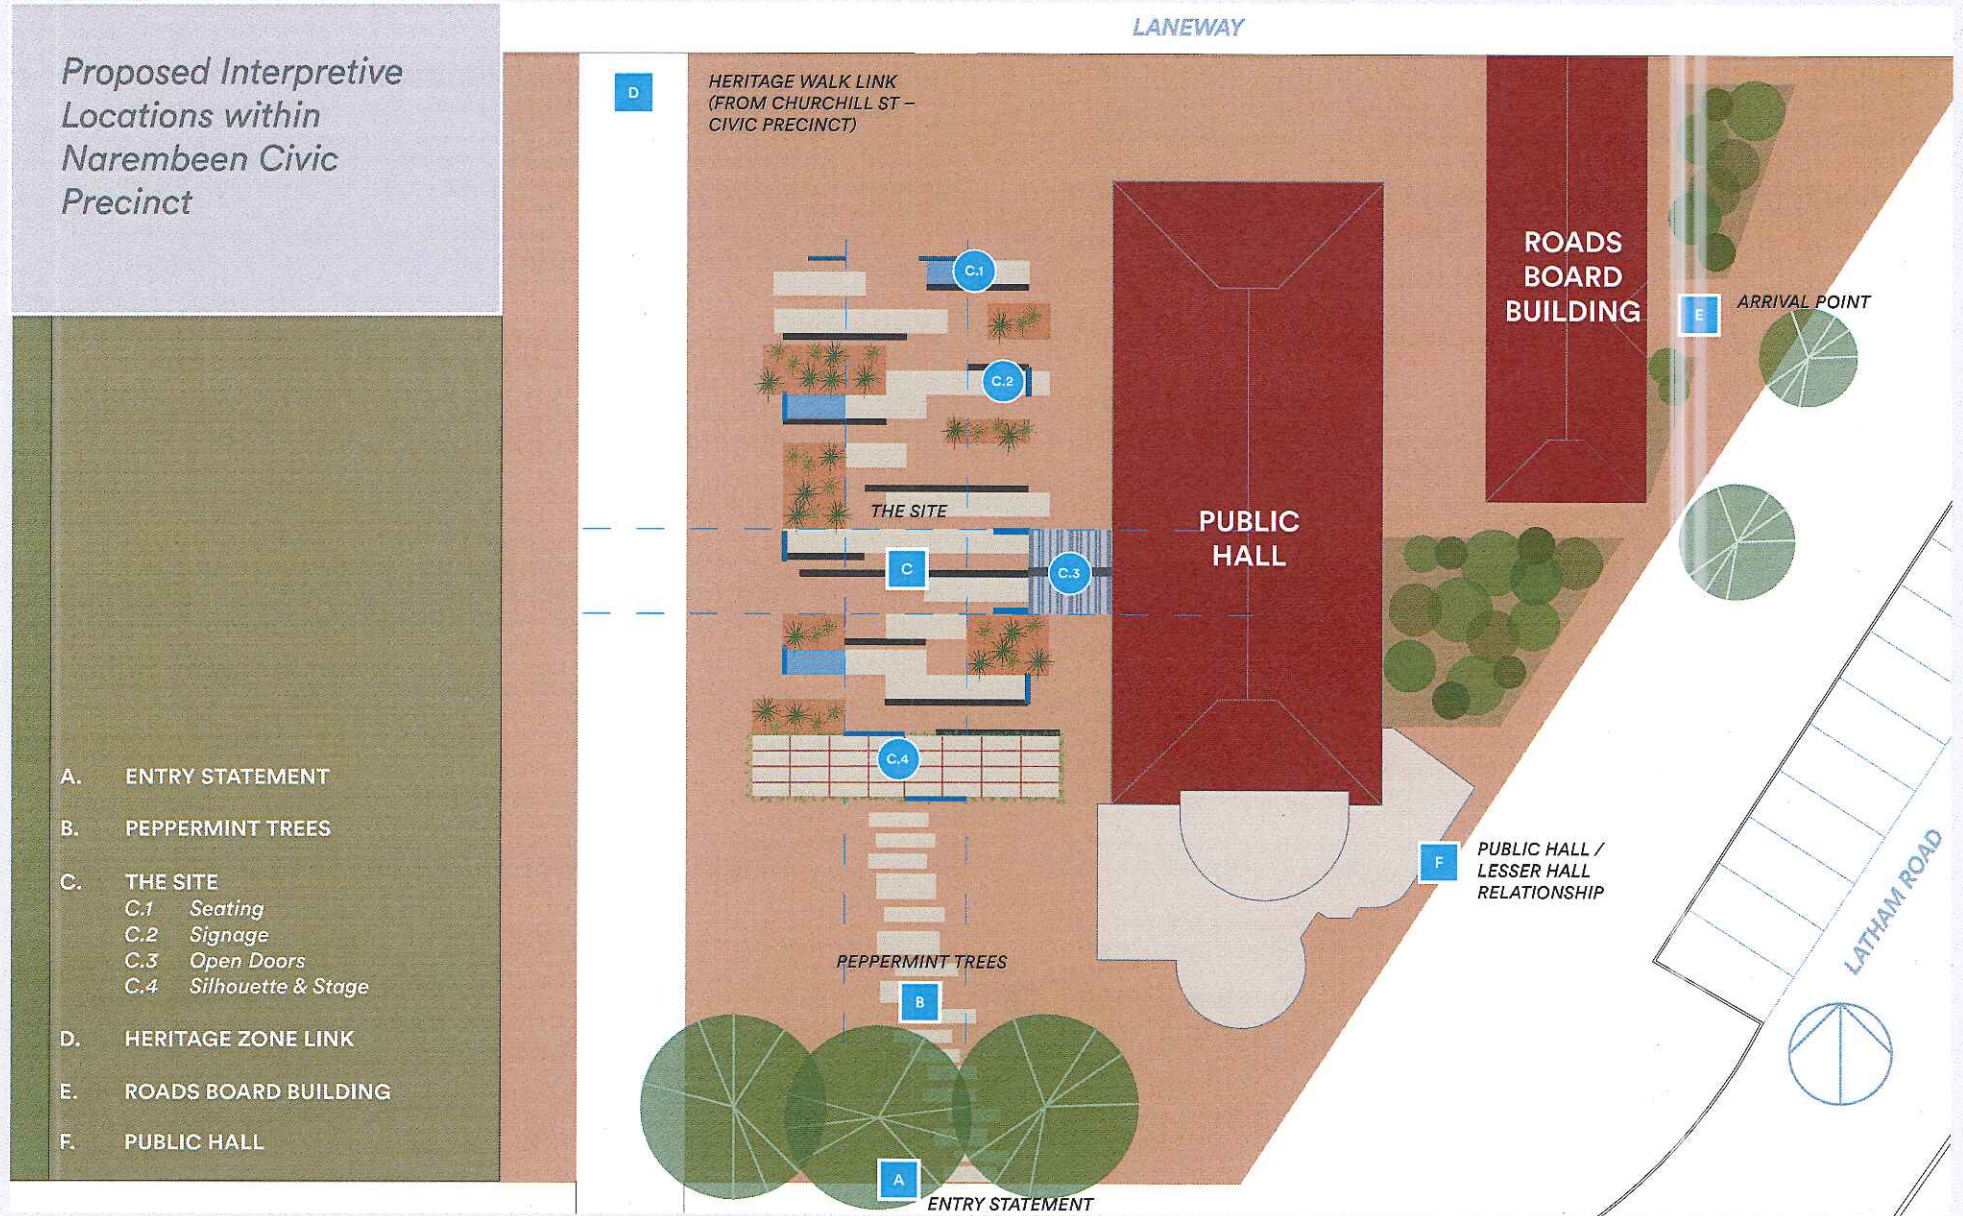 Proposed Interpretive
Locations within
Narembeen Civic
Precinct
LANEWAY
D
HERITAGE WALK LINK
(FROM CHURCHILL ST –
CIVIC PRECINCT)
C.1
C.2
THE SITE
C
C.3
C.4
PUBLIC
HALL
ROADS
BOARD
BUILDING
E
ARRIVAL POINT
F
PUBLIC HALL /
LESSER HALL
RELATIONSHIP
LATHAM ROAD
PEPPERMINT TREES
B
A
ENTRY STATEMENT
A. ENTRY STATEMENT
B. PEPPERMINT TREES
C. THE SITE
C.1 Seating
C.2 Signage
C.3 Open Doors
C.4 Silhouette & Stage
D. HERITAGE ZONE LINK
E. ROADS BOARD BUILDING
F. PUBLIC HALL